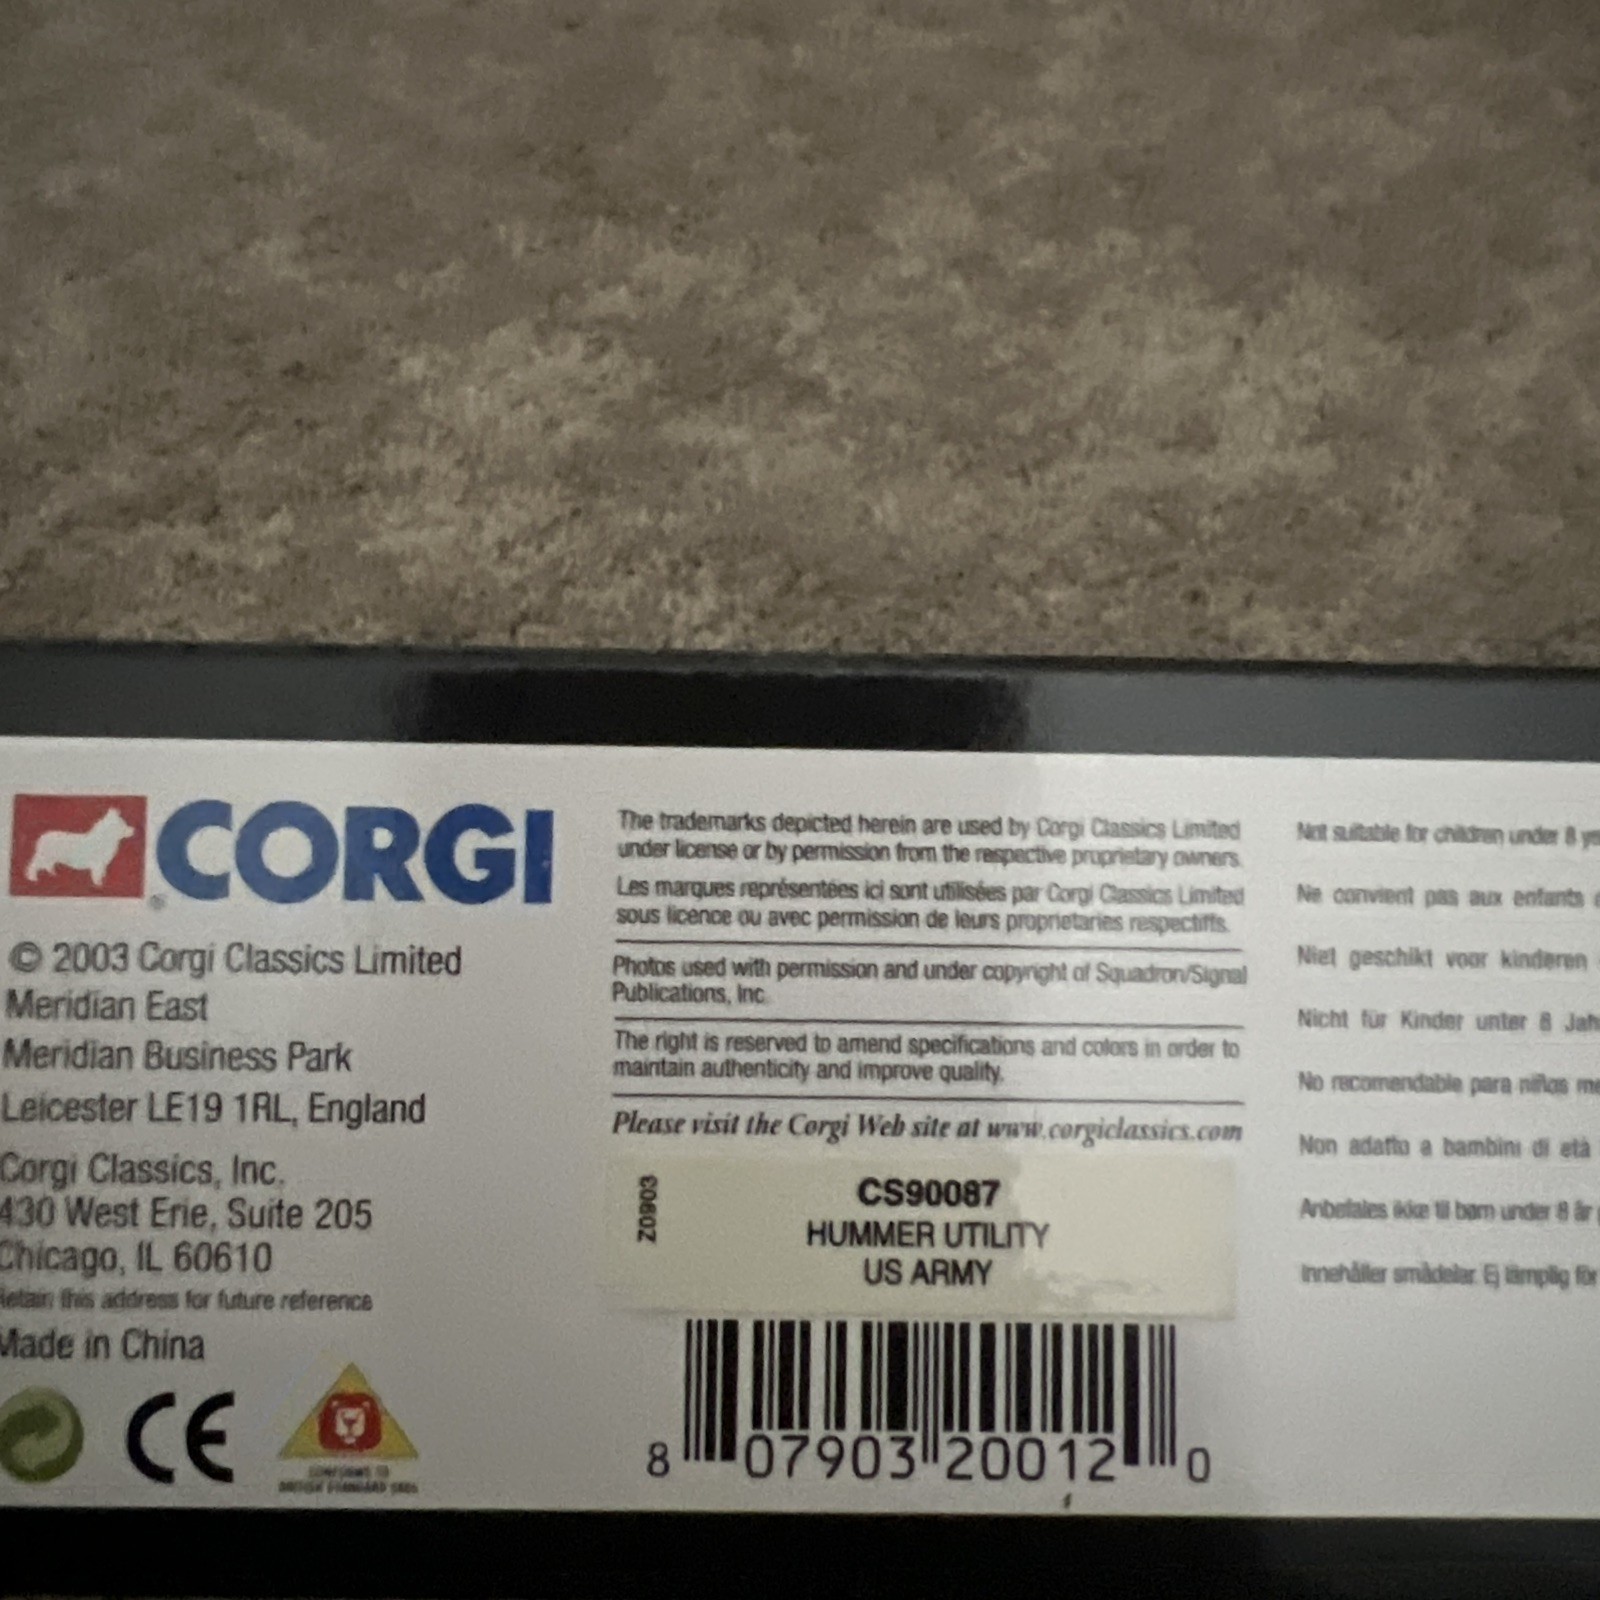 CORGI
© 2003 Corgi Classics Limited
Meridian East
Meridian Business Park
Leicester LE19 1RL, England
Corgi Classics, Inc.
430 West Erie, Suite 205
Chicago, IL 60610
Retain this address for future reference
Made in China
CE
CONFORMS TO
BRITISH STANDARD
The trademarks depicted herein are used by Corgi Classics Limited
under license or by permission from the respective proprietary owners.
Les marques représentées ici sont utilisées par Corgi Classics Limited
sous licence ou avec permission de leurs proprietaries respectiffs.
Photos used with permission and under copyright of Squadron/Signal
Publications, Inc
The right is reserved to amend specifications and colors in order to
maintain authenticity and improve quality.
Please visit the Corgi Web site at www.corgiclassics.com
Z0903
CS90087
HUMMER UTILITY
US ARMY
8 07903 20012 0
Not suitable for children under 8
Ne convient pas aux enfants
Niet geschikt voor kinderen
Nicht für Kinder unter 8
No recomendable para niños
Non adatto a bambini di età
Anbefales ikke til børn under 8 år
Innehåller smådelar. Ej lämplig för